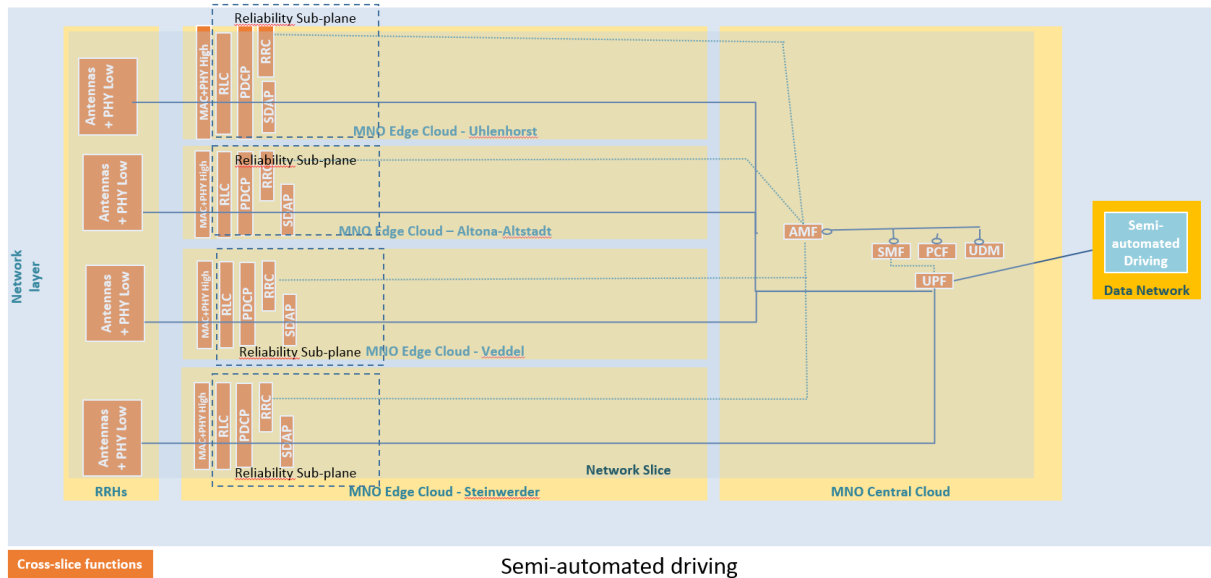 Reliability Sub-plane
Antennas
+ PHY Low
MAC+PHY High
RLC
PDCP
RRC
SDAP
MNO Edge Cloud - Uhlenhorst
Antennas
+ PHY Low
MAC+PHY High
RLC
PDCP
RRC
SDAP
Reliability Sub-plane
MNO Edge Cloud – Altona-Altstadt
Network
layer
Antennas
+ PHY Low
MAC+PHY High
RLC
PDCP
RRC
SDAP
Reliability Sub-plane
MNO Edge Cloud - Veddel
Antennas
+ PHY Low
MAC+PHY High
RLC
PDCP
RRC
SDAP
Reliability Sub-plane
RRHs
MNO Edge Cloud - Steinwerder
AMF
SMF
PCF
UDM
UPF
Network Slice
MNO Central Cloud
Semi-
automated
Driving
Data Network
Cross-slice functions
Semi-automated driving